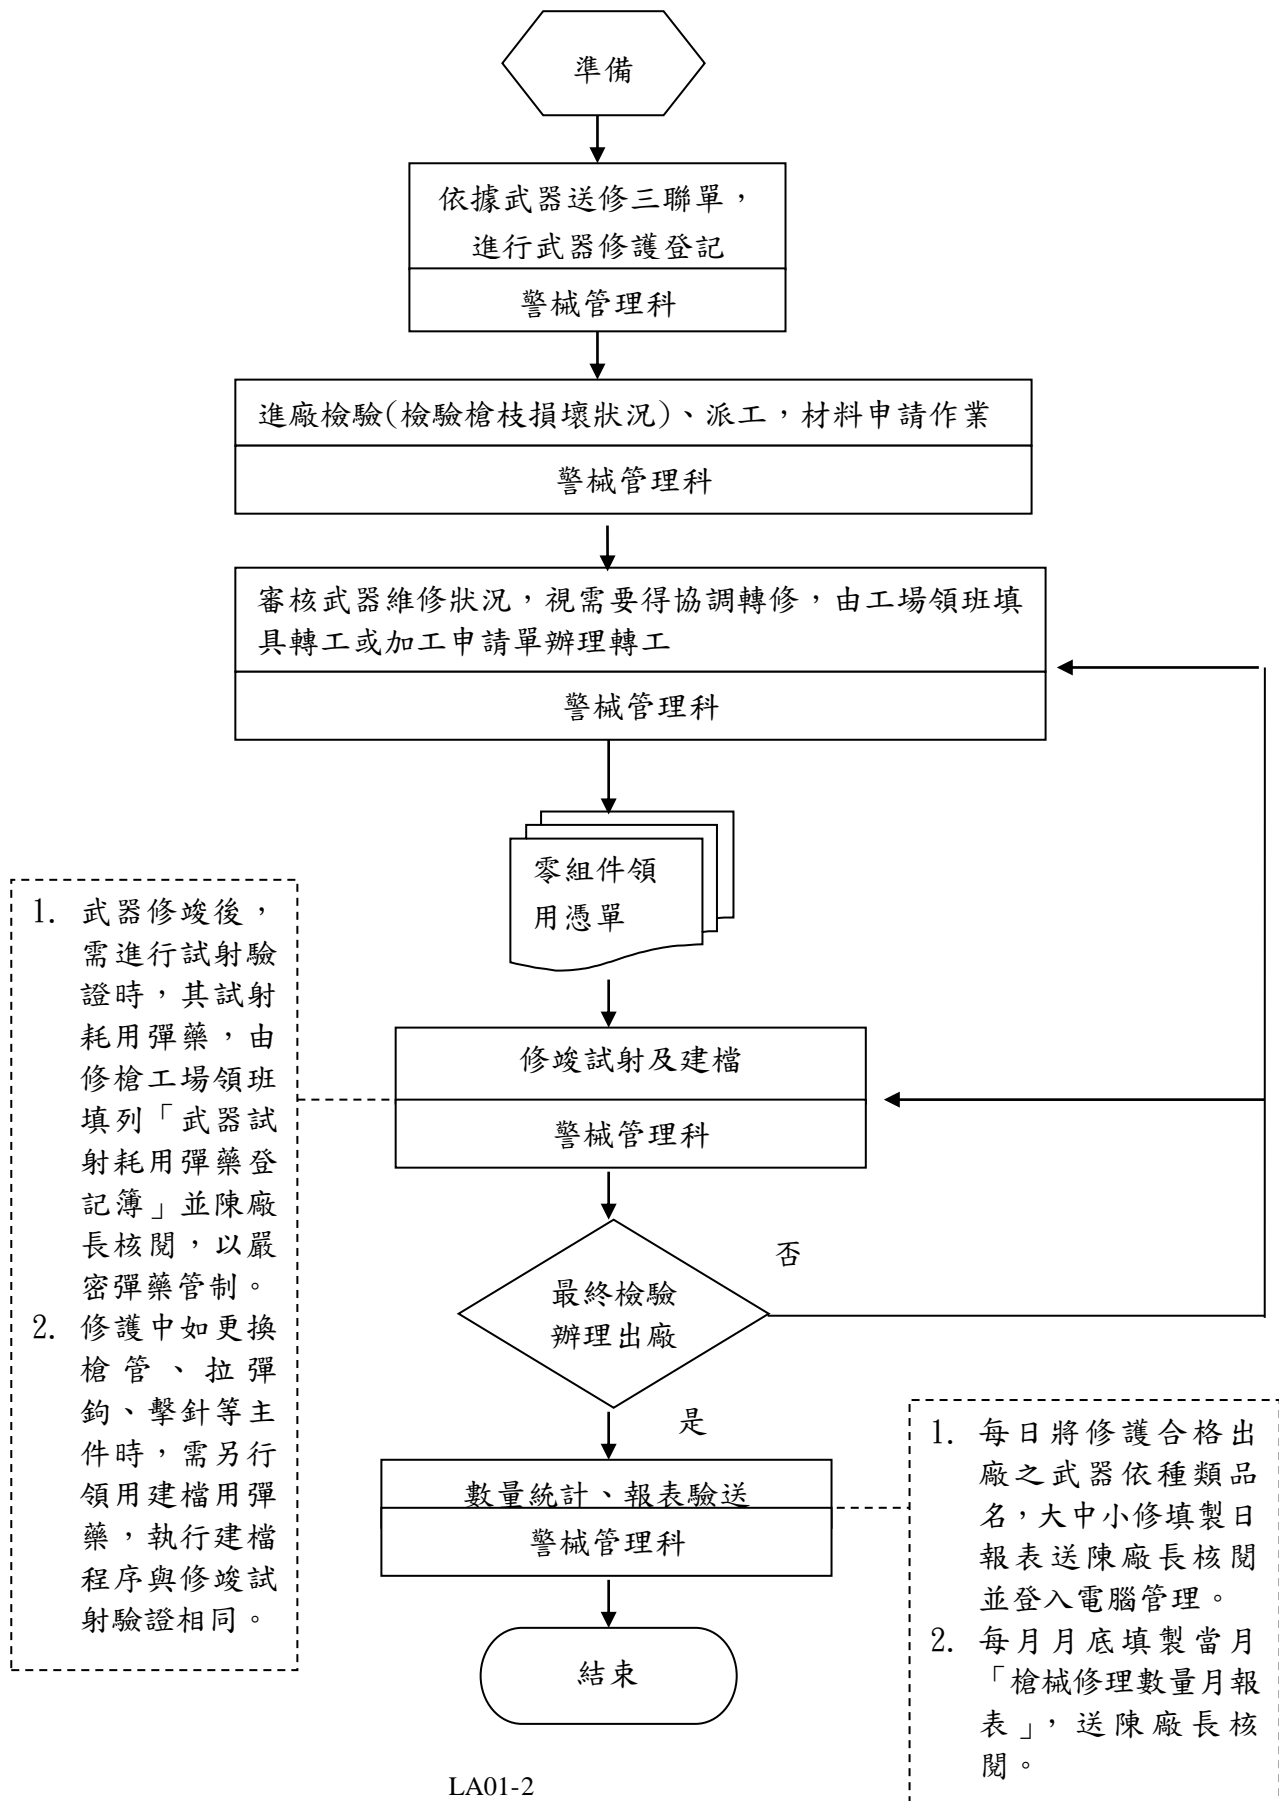 準備
依據武器送修三聯單，
進行武器修護登記
警械管理科
進廠檢驗(檢驗槍枝損壞狀況)、派工，材料申請作業
警械管理科
審核武器維修狀況，視需要得協調轉修，由工場領班填
具轉工或加工申請單辦理轉工
警械管理科
零組件領
用憑單
1. 武器修竣後，
需進行試射驗
證時，其試射
耗用彈藥，由
修槍工場領班
填列「武器試
射耗用彈藥登
記簿」並陳廠
長核閱，以嚴
密彈藥管制。
2. 修護中如更換
槍管、拉彈
鉤、擊針等主
件時，需另行
領用建檔用彈
藥，執行建檔
程序與修竣試
射驗證相同。
修竣試射及建檔
警械管理科
最終檢驗
辦理出廠
否
是
數量統計、報表驗送
警械管理科
1. 每日將修護合格出
廠之武器依種類品
名，大中小修填製日
報表送陳廠長核閱
並登入電腦管理。
2. 每月月底填製當月
「槍械修理數量月報
表」，送陳廠長核
閱。
結束
LA01-2